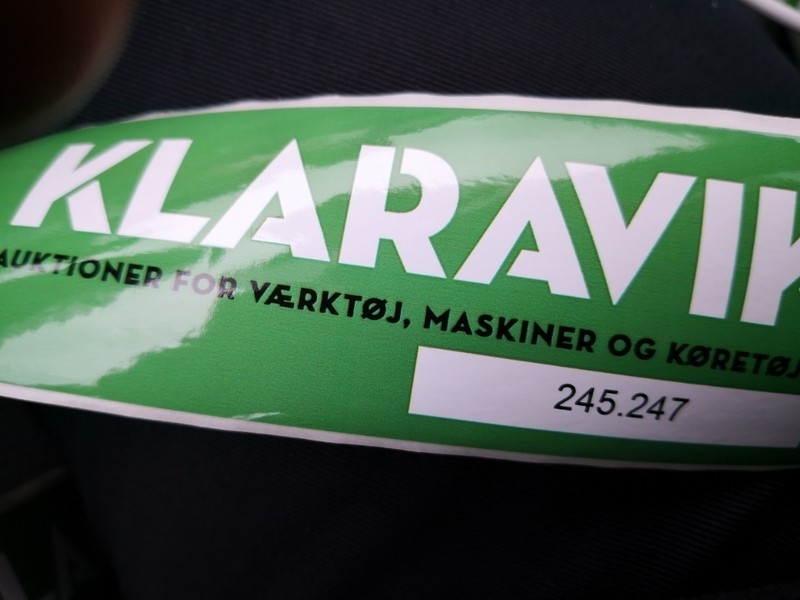 KLARAVIK
AUKTIONER FOR VÆRKTØJ, MASKINER OG KØRETØJ
245.247